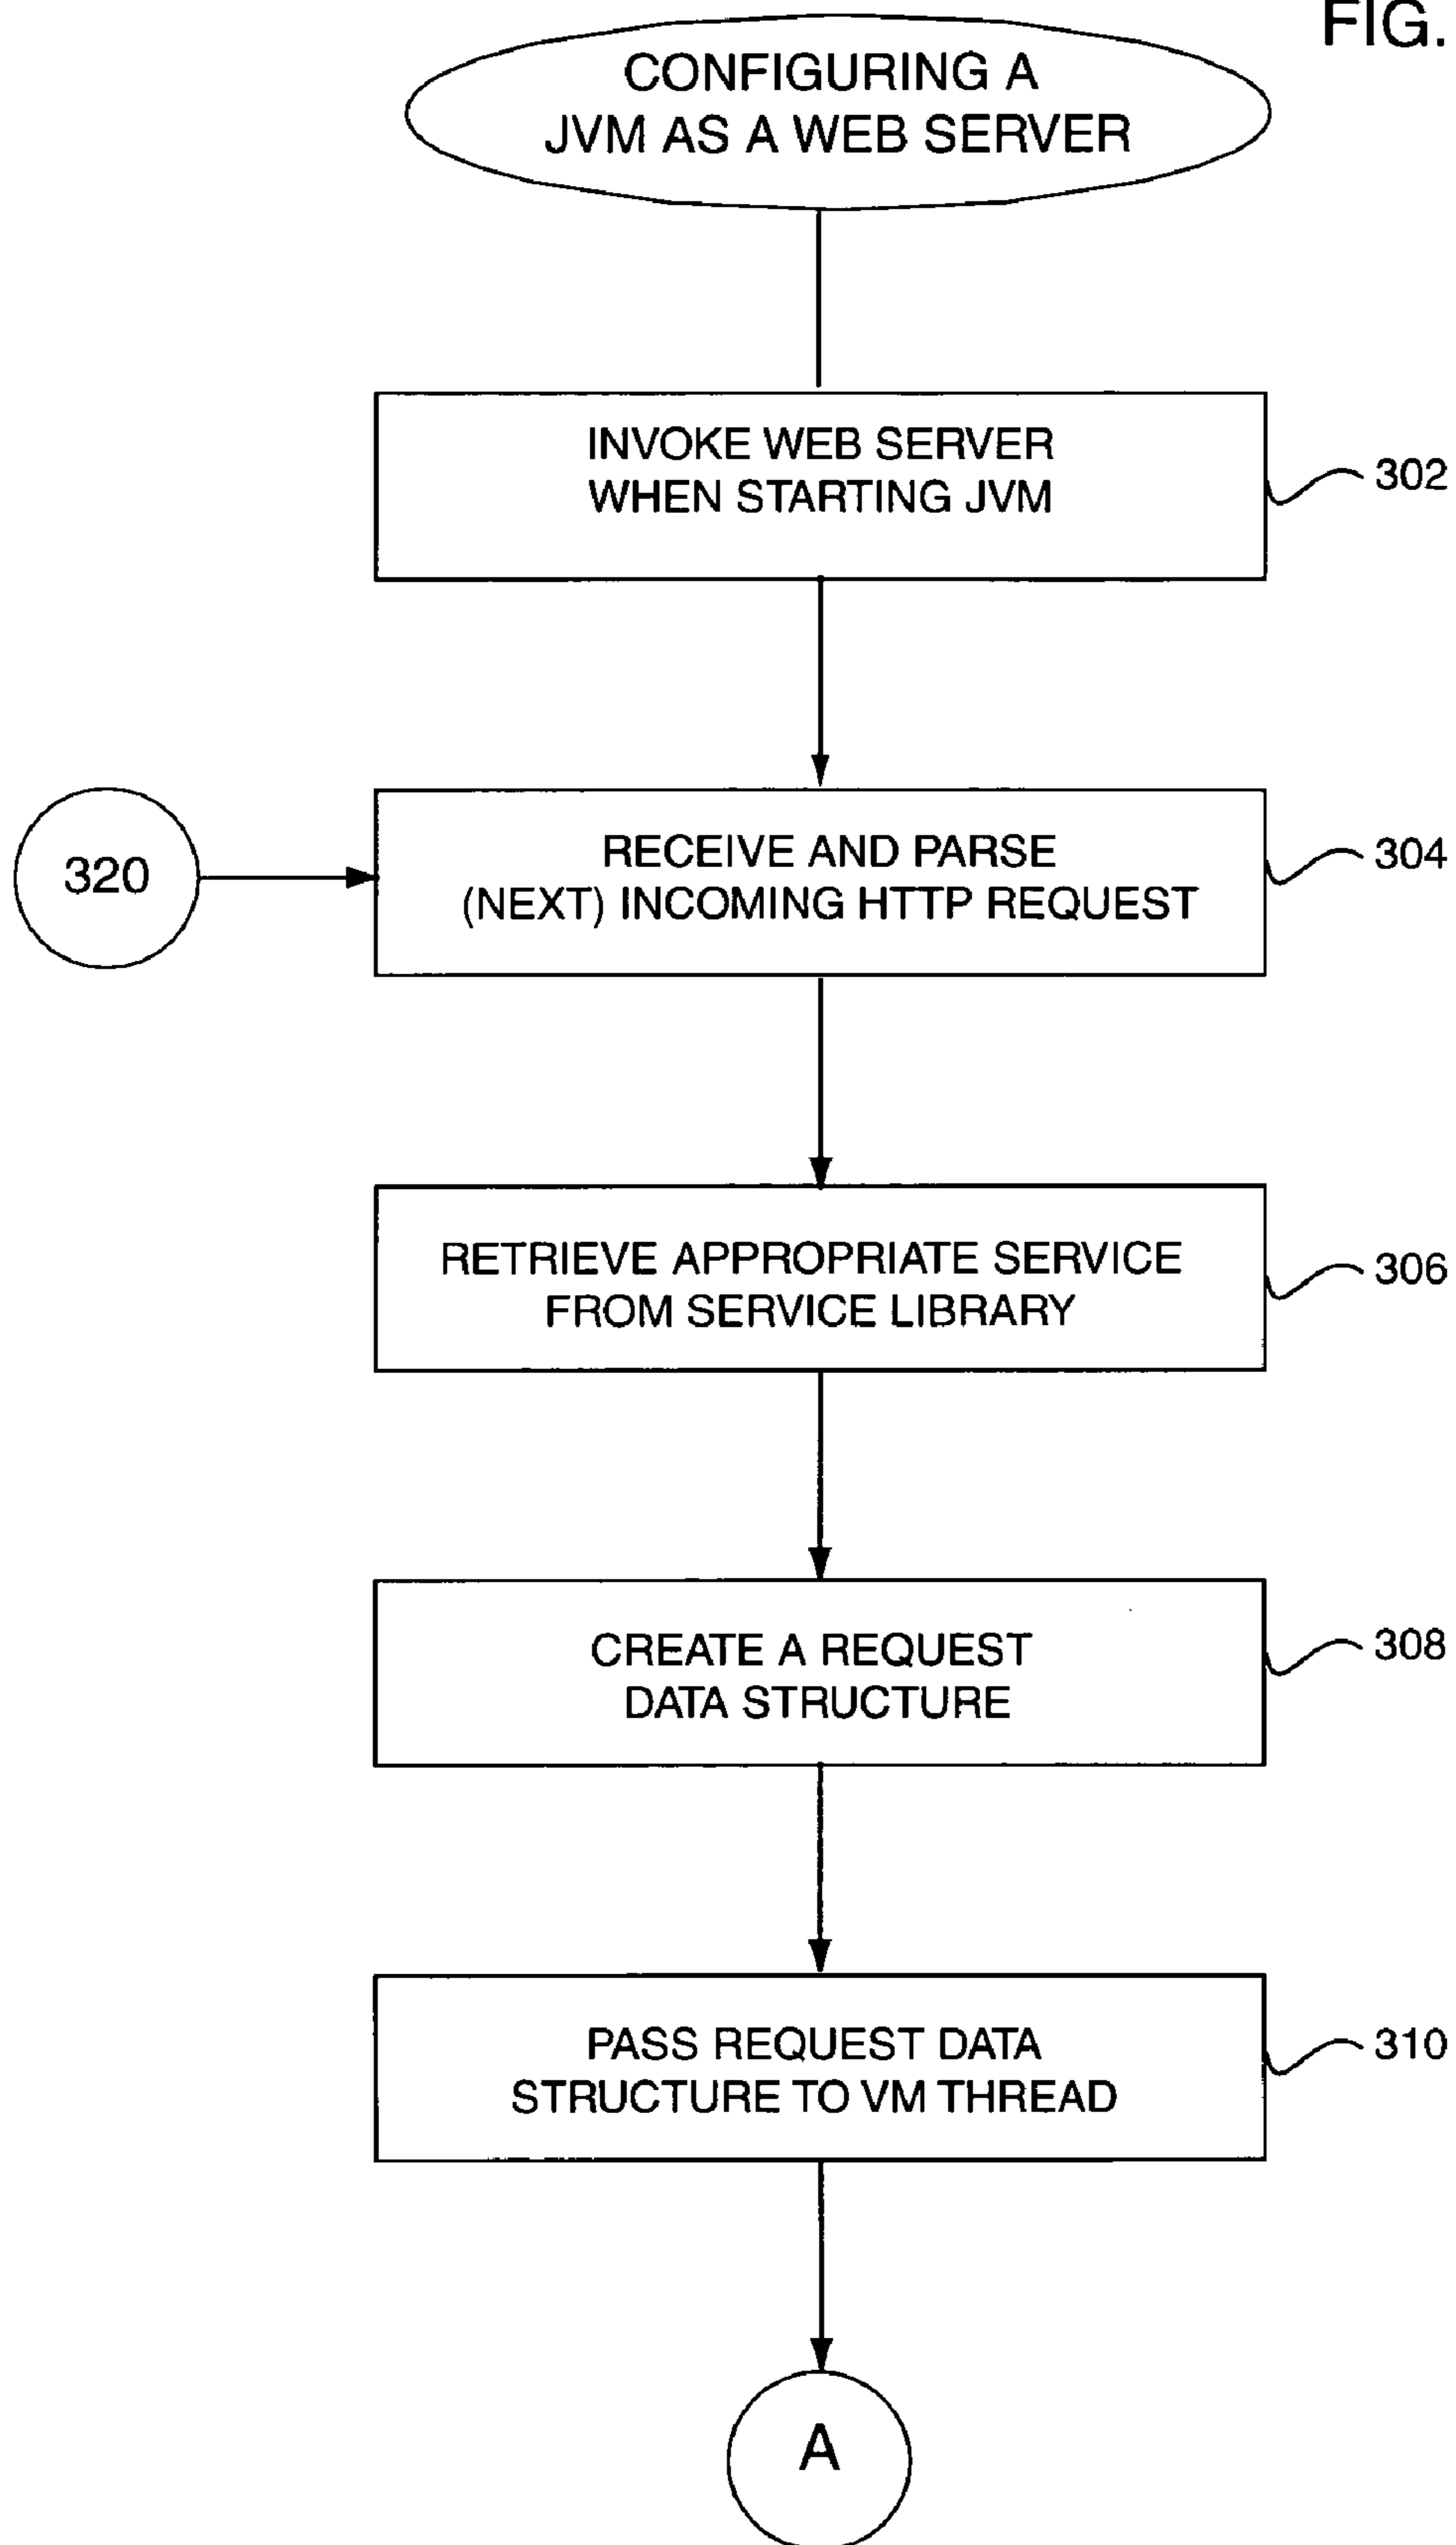 FIG.
CONFIGURING A
JVM AS A WEB SERVER
INVOKE WEB SERVER
WHEN STARTING JVM
302
320
RECEIVE AND PARSE
(NEXT) INCOMING HTTP REQUEST
304
RETRIEVE APPROPRIATE SERVICE
FROM SERVICE LIBRARY
306
CREATE A REQUEST
DATA STRUCTURE
308
PASS REQUEST DATA
STRUCTURE TO VM THREAD
310
A